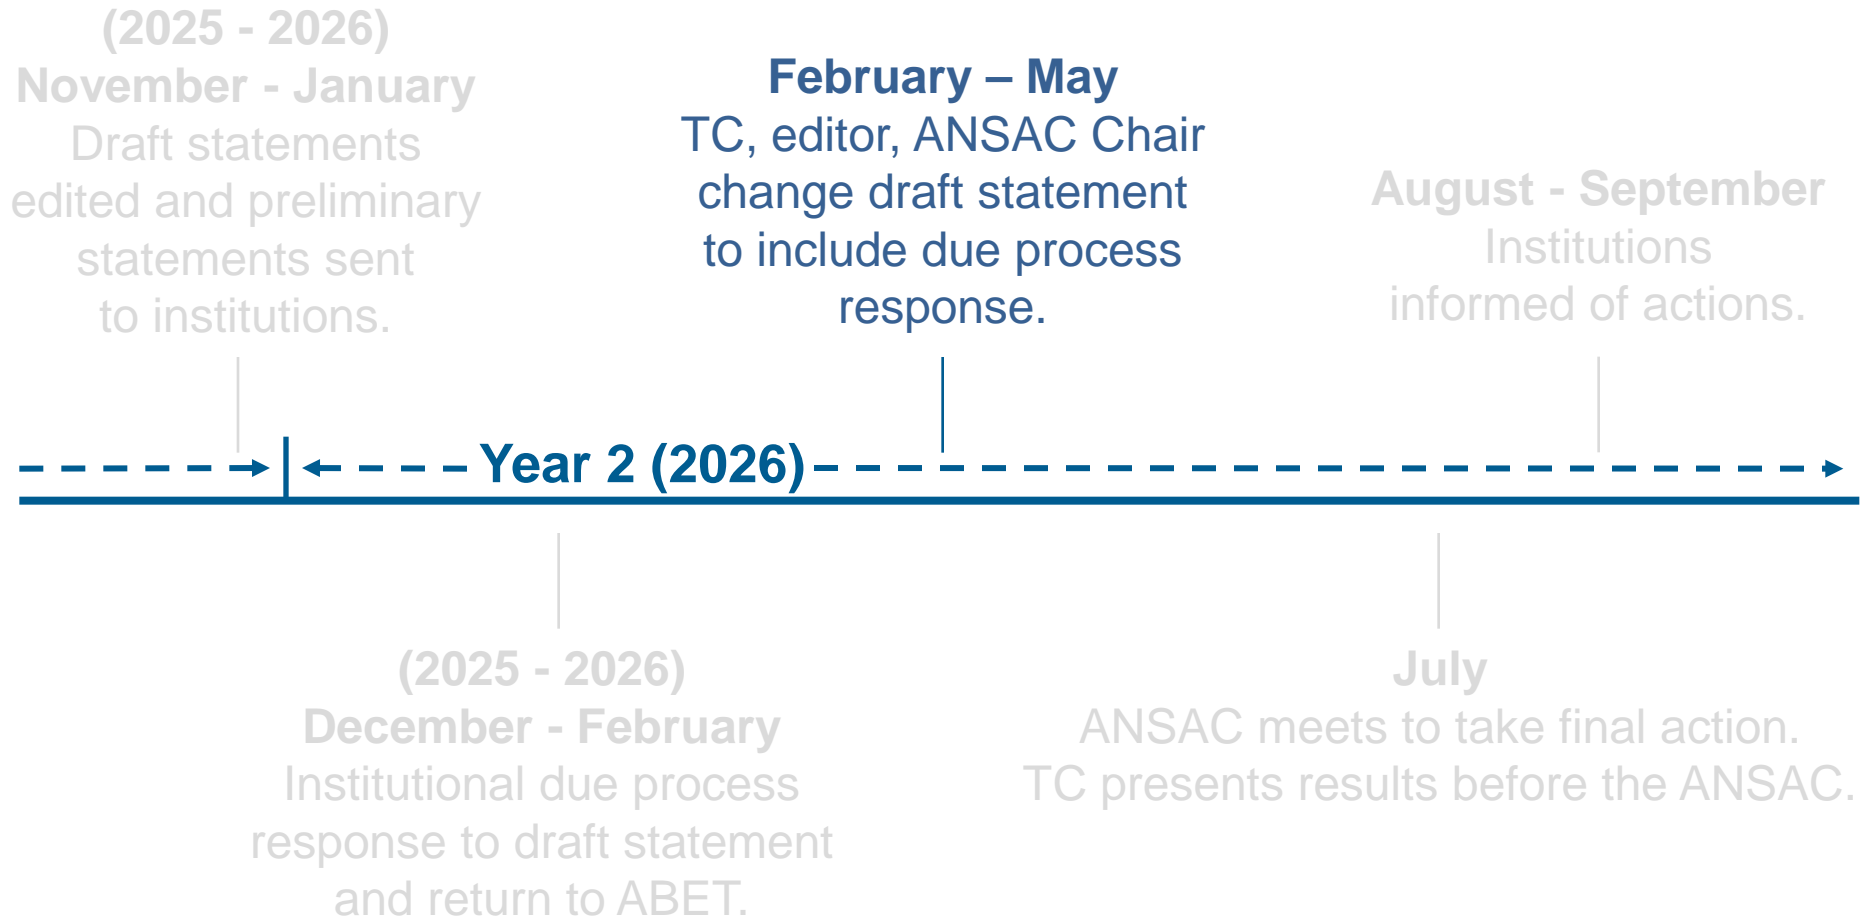 (2025 - 2026)
November - January
Draft statements
edited and preliminary
statements sent
to institutions.
February – May
TC, editor, ANSAC Chair
change draft statement
to include due process
response.
August - September
Institutions
informed of actions.
Year 2 (2026)
(2025 - 2026)
December - February
Institutional due process
response to draft statement
and return to ABET.
July
ANSAC meets to take final action.
TC presents results before the ANSAC.